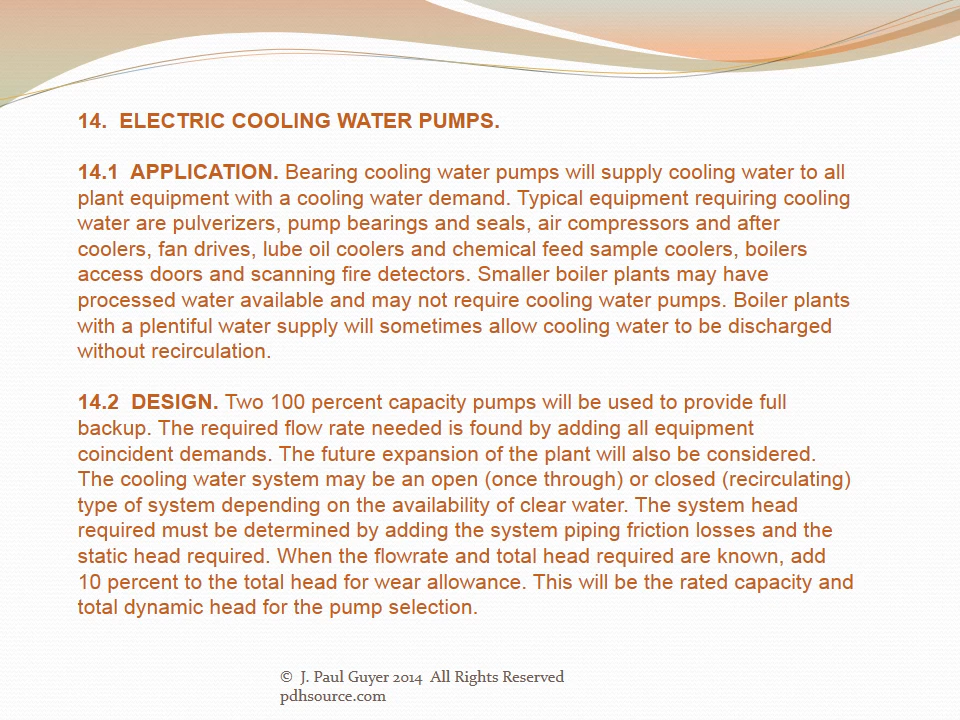 14.  ELECTRIC COOLING WATER PUMPS.
14.1  APPLICATION. Bearing cooling water pumps will supply cooling water to all
plant equipment with a cooling water demand. Typical equipment requiring cooling
water are pulverizers, pump bearings and seals, air compressors and after
coolers, fan drives, lube oil coolers and chemical feed sample coolers, boilers
access doors and scanning fire detectors. Smaller boiler plants may have
processed water available and may not require cooling water pumps. Boiler plants
with a plentiful water supply will sometimes allow cooling water to be discharged
without recirculation.
14.2  DESIGN. Two 100 percent capacity pumps will be used to provide full
backup. The required flow rate needed is found by adding all equipment
coincident demands. The future expansion of the plant will also be considered.
The cooling water system may be an open (once through) or closed (recirculating)
type of system depending on the availability of clear water. The system head
required must be determined by adding the system piping friction losses and the
static head required. When the flowrate and total head required are known, add
10 percent to the total head for wear allowance. This will be the rated capacity and
total dynamic head for the pump selection.
©  J. Paul Guyer 2014  All Rights Reserved
pdhsource.com